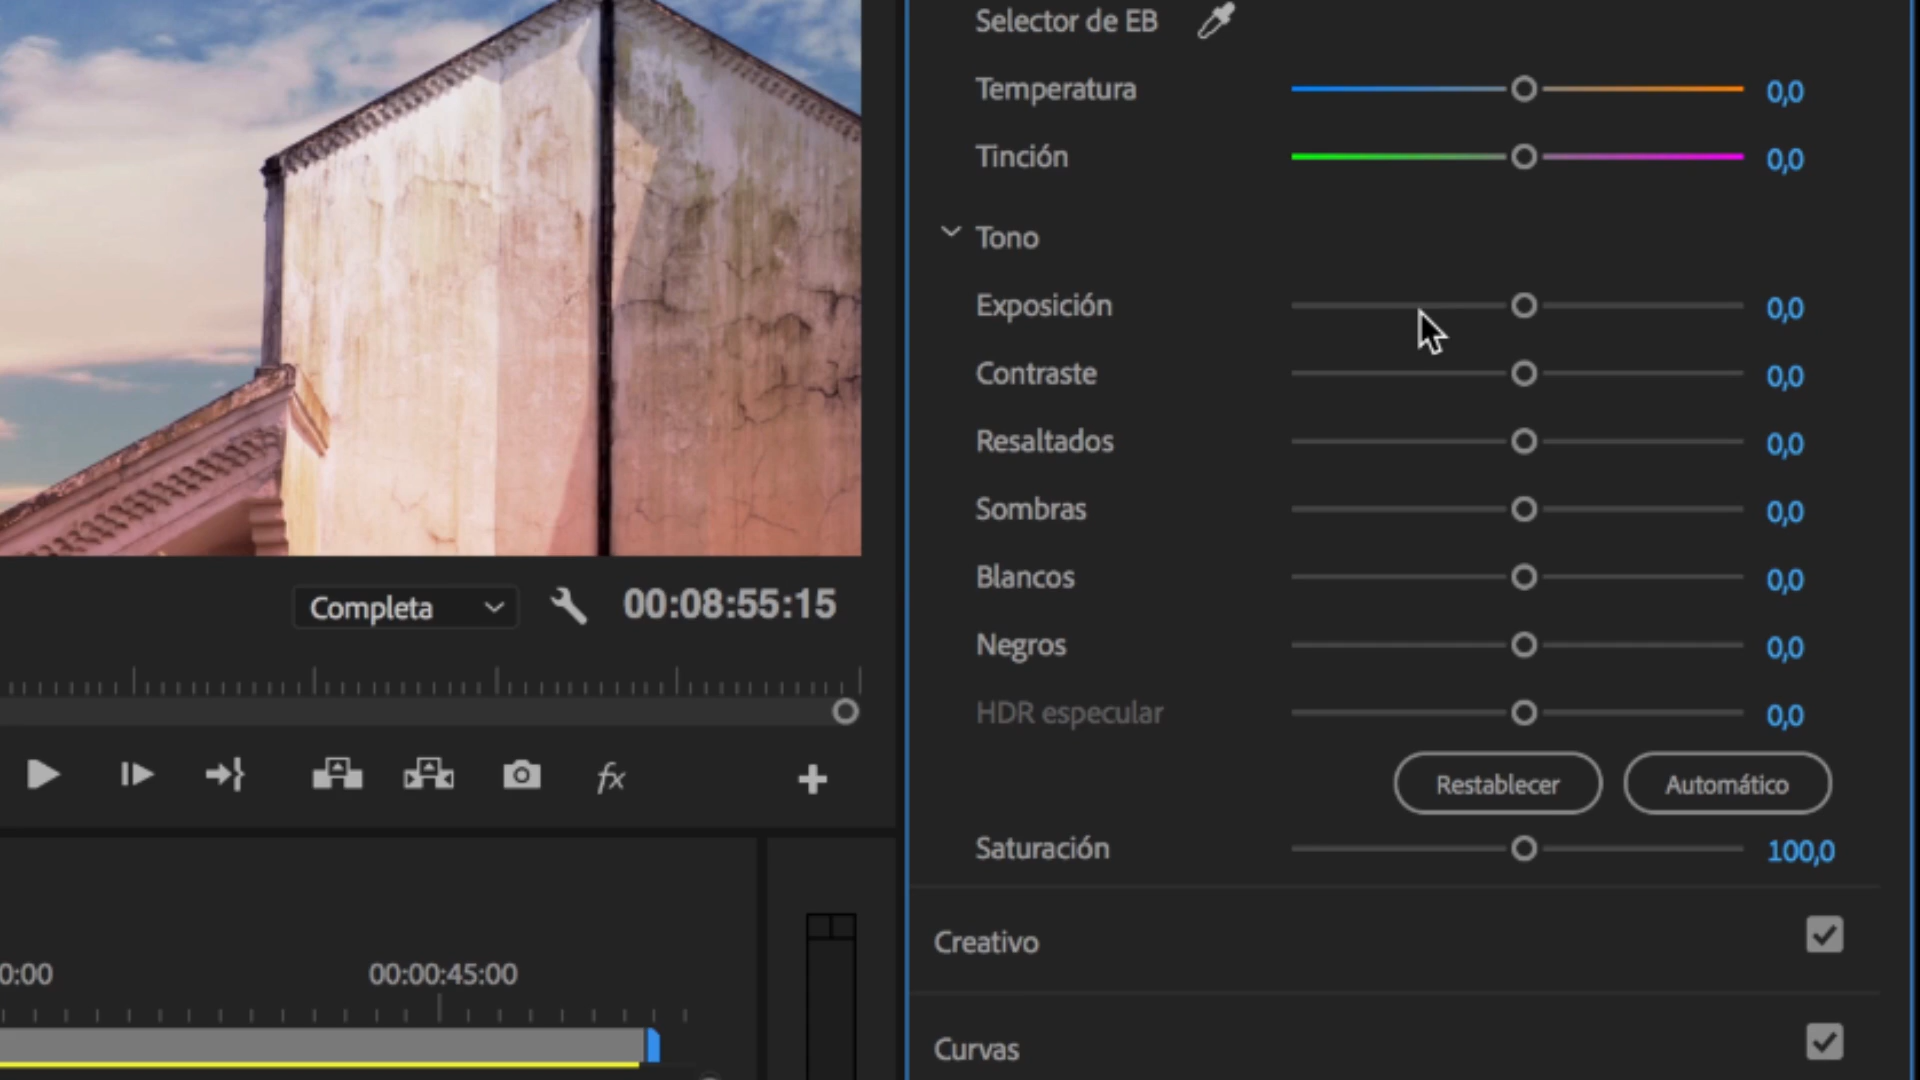 Selector de EB
Temperatura 0,0
Tinción 0,0
Tono
Exposición 0,0
Contraste 0,0
Resaltados 0,0
Sombras 0,0
Blancos 0,0
Negros 0,0
HDR especular 0,0
Restablecer Automático
Saturación 100,0
Creativo
Curvas
Completa 00:08:55:15
fx
0:00 00:00:45:00